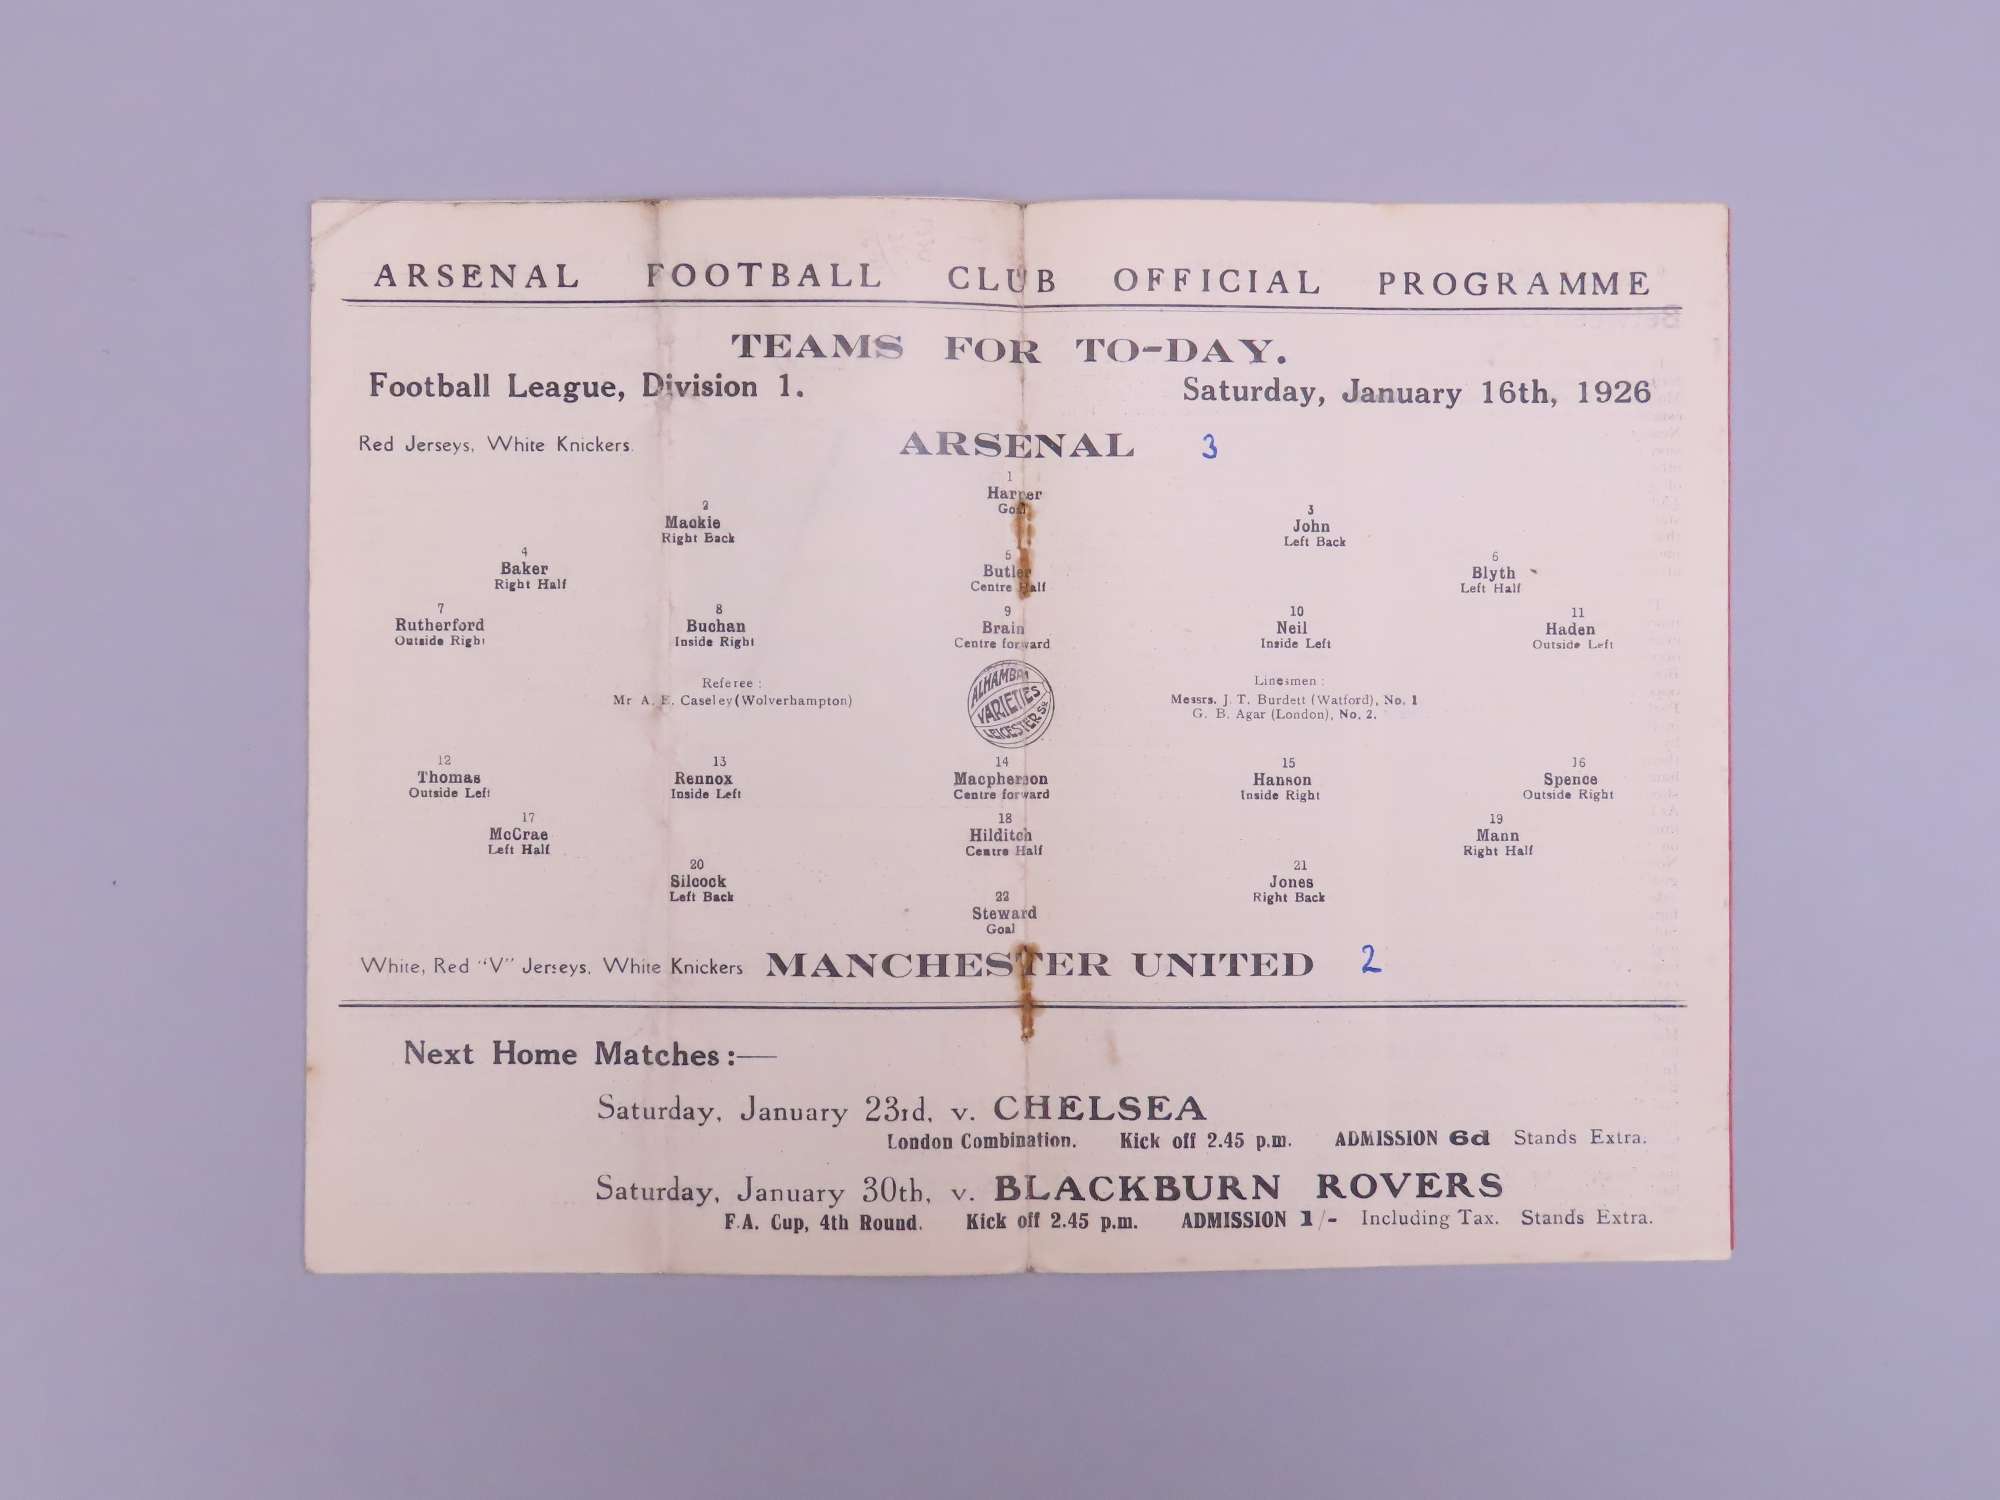 ARSENAL FOOTBALL CLUB OFFICIAL PROGRAMME
TEAMS FOR TO-DAY.
Football League, Division 1. Saturday, January 16th, 1926
Red Jerseys, White Knickers. ARSENAL 3
1
Harper
Goal
2 3
Mackie John
Right Back Left Back
4 5 6
Baker Butler Blyth
Right Half Centre Half Left Half
7 8 9 10 11
Rutherford Buchan Brain Neil Haden
Outside Right Inside Right Centre forward Inside Left Outside Left
Referee : Linesmen :
Mr A. E. Caseley (Wolverhampton) Messrs. J. T. Burdett (Watford), No. 1
G. B. Agar (London), No. 2.
ALHAMBRA
VARIETIES
LEICESTER SQ.
12 13 14 15 16
Thomas Rennox Macpherson Hanson Spence
Outside Left Inside Left Centre forward Inside Right Outside Right
17 18 19
McCrae Hilditch Mann
Left Half Centre Half Right Half
20 21
Silcock Jones
Left Back Right Back
22
Steward
Goal
White, Red "V" Jerseys, White Knickers MANCHESTER UNITED 2
Next Home Matches :—
Saturday, January 23rd, v. CHELSEA
London Combination. Kick off 2.45 p.m. ADMISSION 6d Stands Extra.
Saturday, January 30th, v. BLACKBURN ROVERS
F.A. Cup, 4th Round. Kick off 2.45 p.m. ADMISSION 1/- Including Tax. Stands Extra.